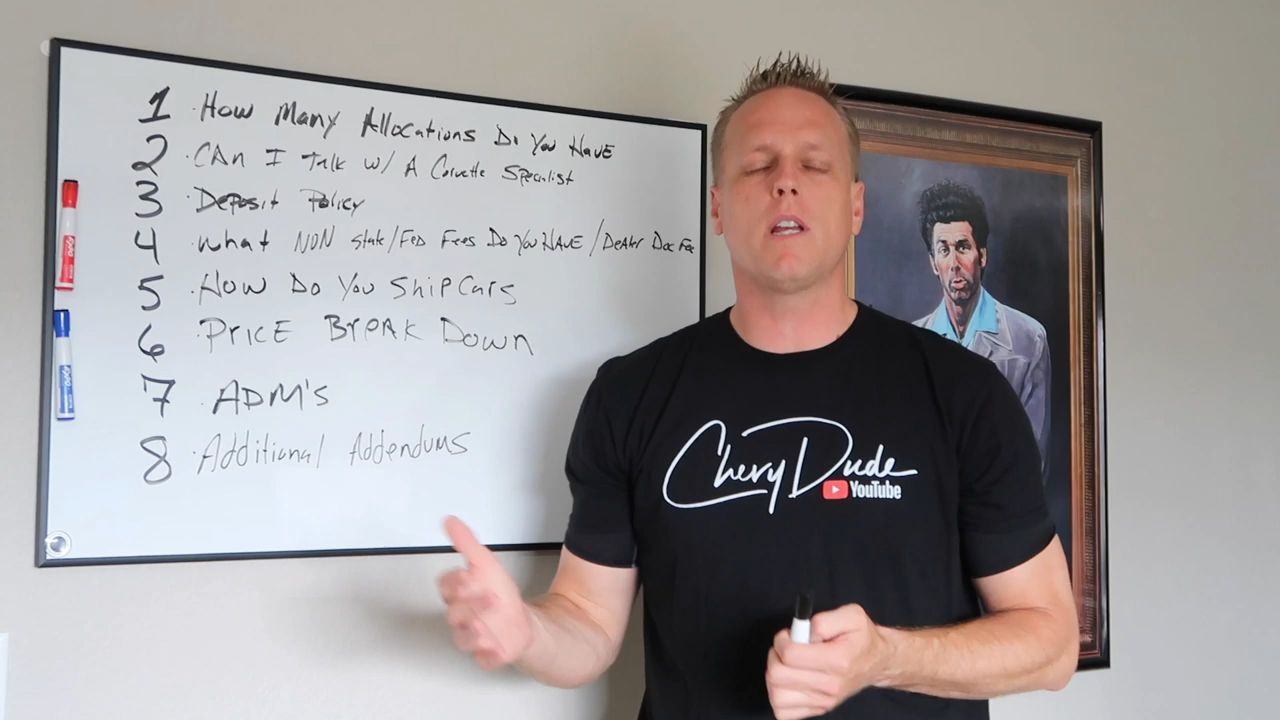 1 · How Many Allocations Do You Have
2 · CAn I Talk w/ A Corvette Specialist
3 · Deposit Policy
4 · what NON State/Fed Fees Do You HAVE / DeAler Doc Fee
5 · How Do You Ship Cars
6 · PricE BreAK Down
7 · ADM's
8 · Additional Addendums
EXPO
EXPO
Chevy Dude
YouTube